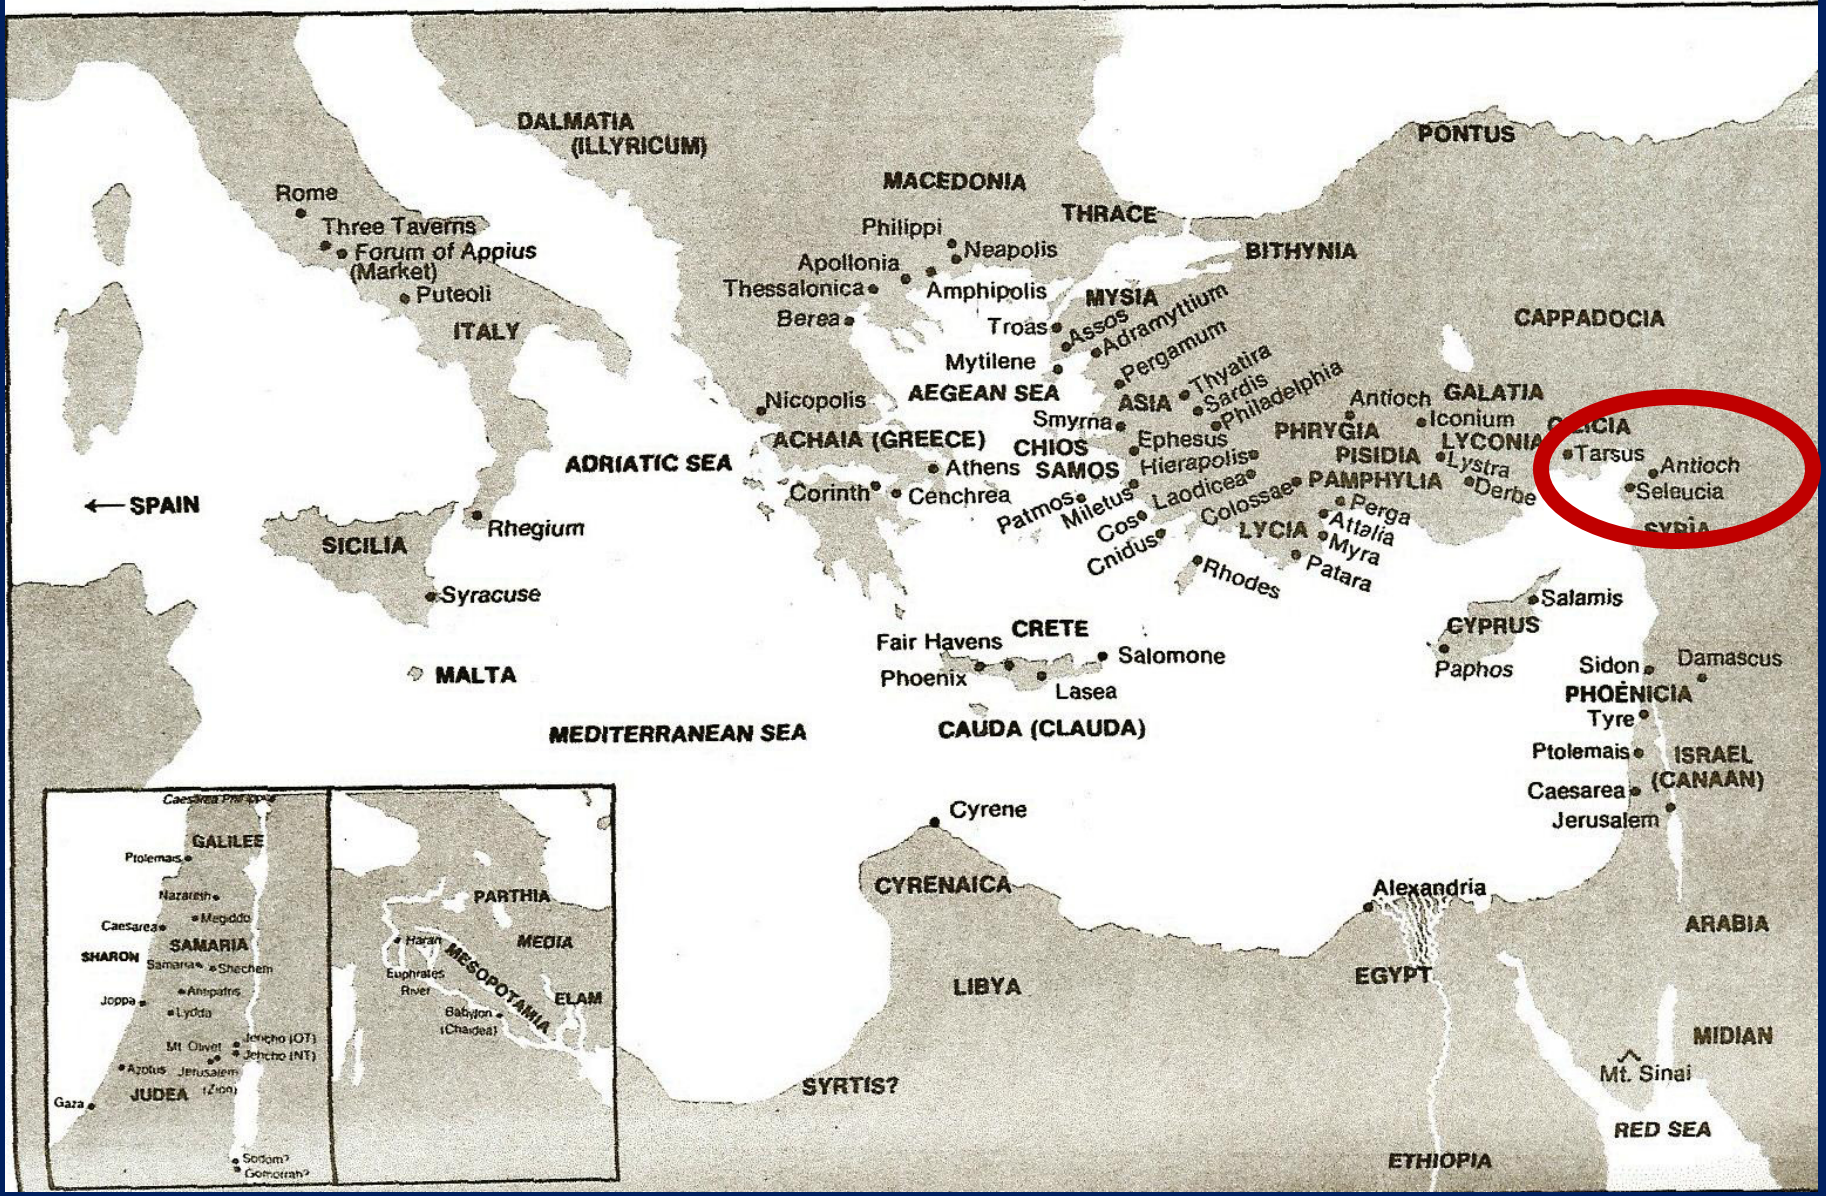 DALMATIA
(ILLYRICUM)
PONTUS
MACEDONIA
Rome
THRACE
Three Taverns
Philippi
Forum of Appius
(Market)
Neapolis
BITHYNIA
Apollonia
Thessalonica
Amphipolis
MYSIA
Puteoli
Berea
Troas
Assos
Adramyttium
CAPPADOCIA
ITALY
Mytilene
Pergamum
Nicopolis
AEGEAN SEA
ASIA
Thyatira
Sardis
Philadelphia
Antioch
GALATIA
Smyrna
Iconium
CILICIA
ACHAIA (GREECE)
CHIOS
Ephesus
PHRYGIA
LYCONIA
ADRIATIC SEA
Athens
SAMOS
Hierapolis
PISIDIA
Lystra
Tarsus
Antioch
Corinth
Cenchrea
Patmos
Miletus
Laodicea
Colossae
PAMPHYLIA
Derbe
Seleucia
← SPAIN
Rhegium
Cos
Perga
SICILIA
Cnidus
LYCIA
Attalia
SYRIA
Myra
Rhodes
Patara
Syracuse
Salamis
Fair Havens
CRETE
CYPRUS
Phoenix
Salomone
Paphos
Sidon
Damascus
MALTA
Lasea
PHOENICIA
MEDITERRANEAN SEA
CAUDA (CLAUDA)
Tyre
Ptolemais
ISRAEL
(CANAAN)
Caesarea
Jerusalem
Cyrene
CYRENAICA
Alexandria
ARABIA
LIBYA
EGYPT
MIDIAN
Mt. Sinai
SYRTIS?
RED SEA
ETHIOPIA
Caesarea Philippi
GALILEE
Ptolemais
Nazareth
Megiddo
Caesarea
SAMARIA
SHARON
Samaria
Shechem
Antipatris
Joppa
Lydda
Mt Olivet
Jericho (OT)
Jericho (NT)
Azotus
Jerusalem
(Zion)
JUDEA
Gaza
Sodom?
Gomorrah?
PARTHIA
MEDIA
Haran
MESOPOTAMIA
Euphrates
River
ELAM
Babylon
(Chaldea)